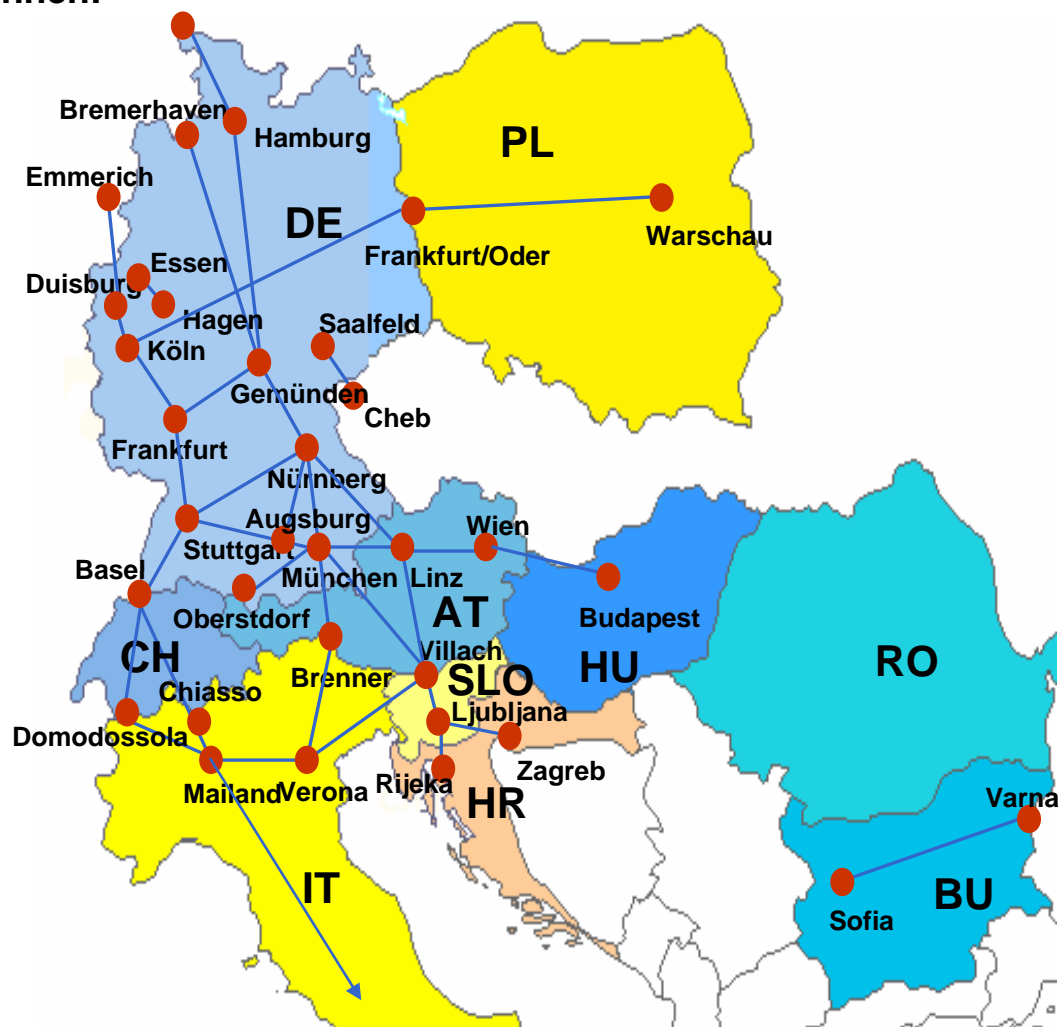 Bremerhaven
Hamburg
PL
Emmerich
DE
Warschau
Frankfurt/Oder
Essen
Duisburg
Hagen
Saalfeld
Köln
Gemünden
Cheb
Frankfurt
Nürnberg
Augsburg
Wien
Stuttgart
Basel
München
Linz
Oberstdorf
AT
Budapest
CH
Villach
HU
RO
Brenner
SLO
Chiasso
Ljubljana
Domodossola
Zagreb
Rijeka
Mailand
Verona
HR
Varna
IT
BU
Sofia